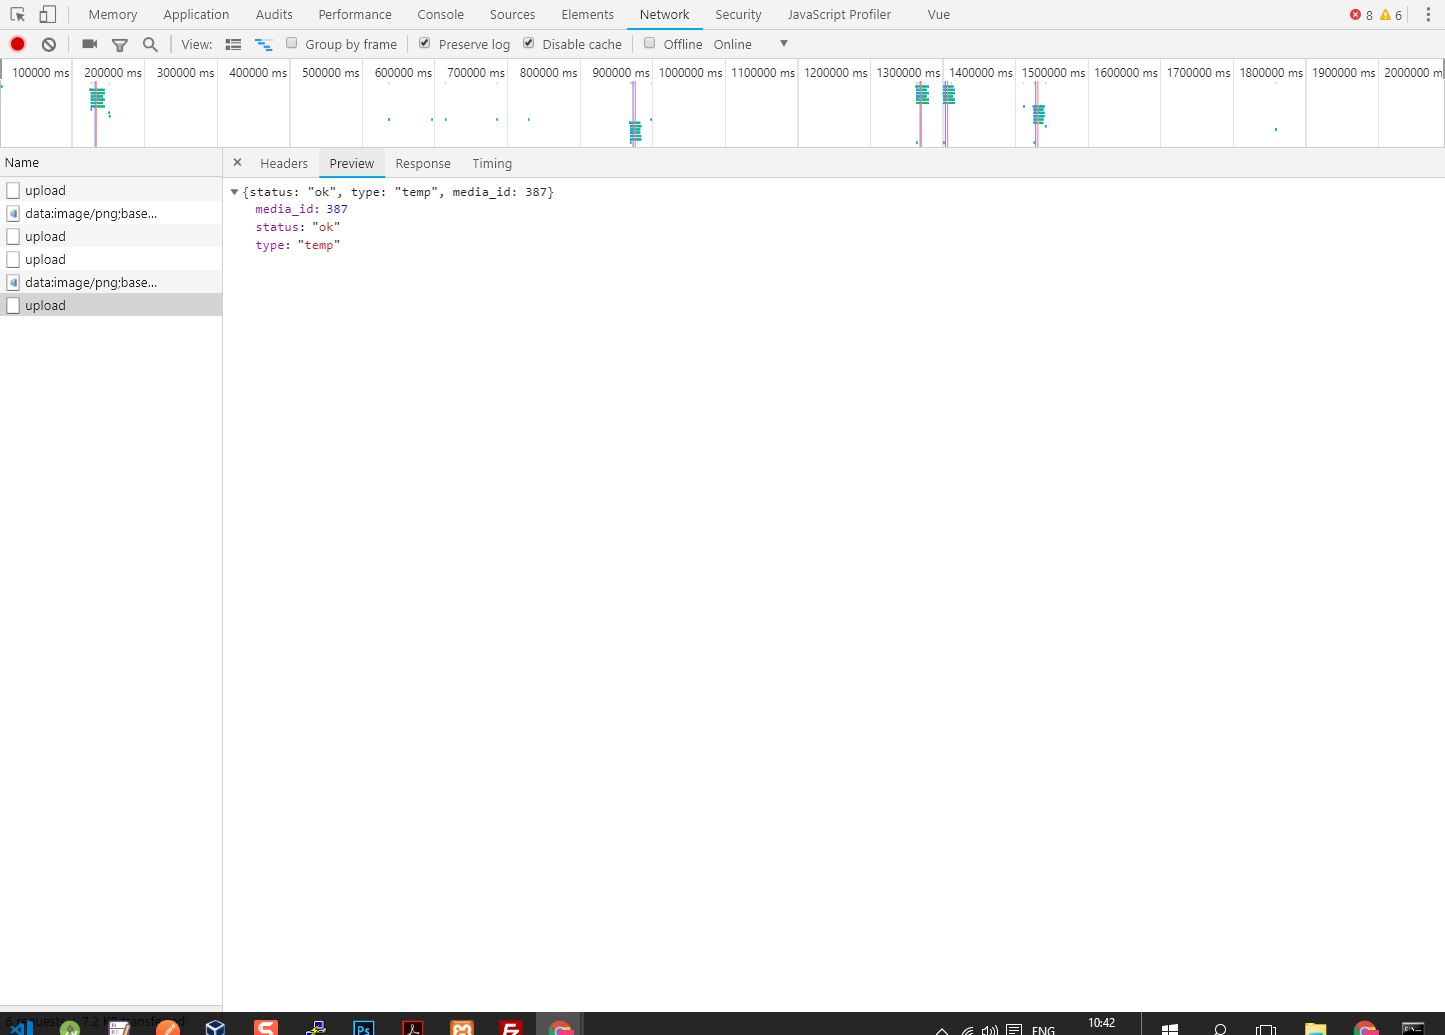 Memory Application Audits Performance Console Sources Elements Network Security JavaScript Profiler Vue 8 6
View: Group by frame Preserve log Disable cache Offline Online
100000 ms 200000 ms 300000 ms 400000 ms 500000 ms 600000 ms 700000 ms 800000 ms 900000 ms 1000000 ms 1100000 ms 1200000 ms 1300000 ms 1400000 ms 1500000 ms 1600000 ms 1700000 ms 1800000 ms 1900000 ms 2000000 m
Name
upload
data:image/png;base...
upload
upload
data:image/png;base...
upload
× Headers Preview Response Timing
{status: "ok", type: "temp", media_id: 387}
media_id: 387
status: "ok"
type: "temp"
6 requests 7.2 KB transferred
Ps Fz ENG 10:42